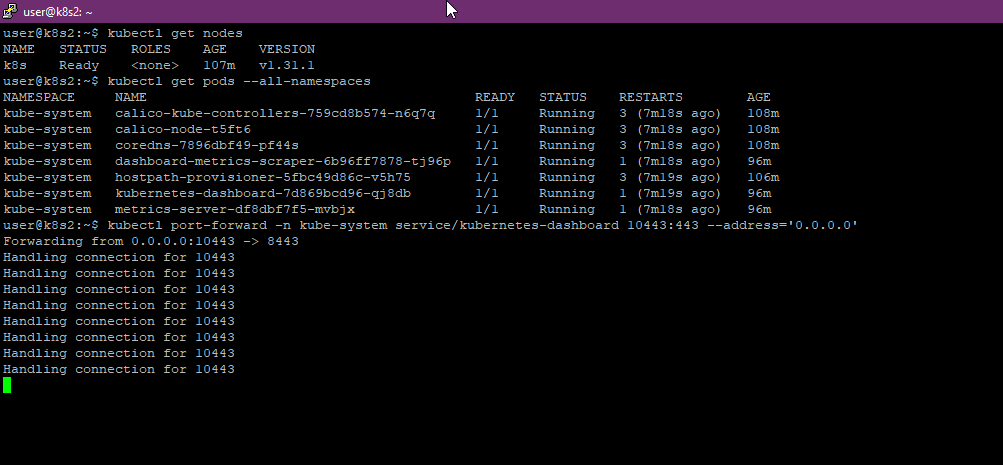 user@k8s2: ~
user@k8s2:~$ kubectl get nodes
NAME   STATUS   ROLES    AGE    VERSION
k8s    Ready    <none>   107m   v1.31.1
user@k8s2:~$ kubectl get pods --all-namespaces
NAMESPACE     NAME                                         READY   STATUS    RESTARTS        AGE
kube-system   calico-kube-controllers-759cd8b574-n6q7q     1/1     Running   3 (7m18s ago)   108m
kube-system   calico-node-t5ft6                            1/1     Running   3 (7m18s ago)   108m
kube-system   coredns-7896dbf49-pf44s                      1/1     Running   3 (7m18s ago)   108m
kube-system   dashboard-metrics-scraper-6b96ff7878-tj96p   1/1     Running   1 (7m18s ago)   96m
kube-system   hostpath-provisioner-5fbc49d86c-v5h75        1/1     Running   3 (7m19s ago)   106m
kube-system   kubernetes-dashboard-7d869bcd96-qj8db        1/1     Running   1 (7m19s ago)   96m
kube-system   metrics-server-df8dbf7f5-mvbjx               1/1     Running   1 (7m18s ago)   96m
user@k8s2:~$ kubectl port-forward -n kube-system service/kubernetes-dashboard 10443:443 --address='0.0.0.0'
Forwarding from 0.0.0.0:10443 -> 8443
Handling connection for 10443
Handling connection for 10443
Handling connection for 10443
Handling connection for 10443
Handling connection for 10443
Handling connection for 10443
Handling connection for 10443
Handling connection for 10443